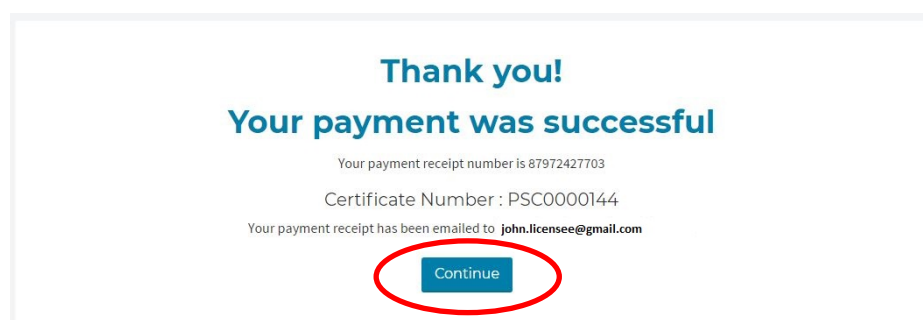 Thank you!
Your payment was successful
Your payment receipt number is 87972427703
Certificate Number : PSC0000144
Your payment receipt has been emailed to john.licensee@gmail.com
Continue